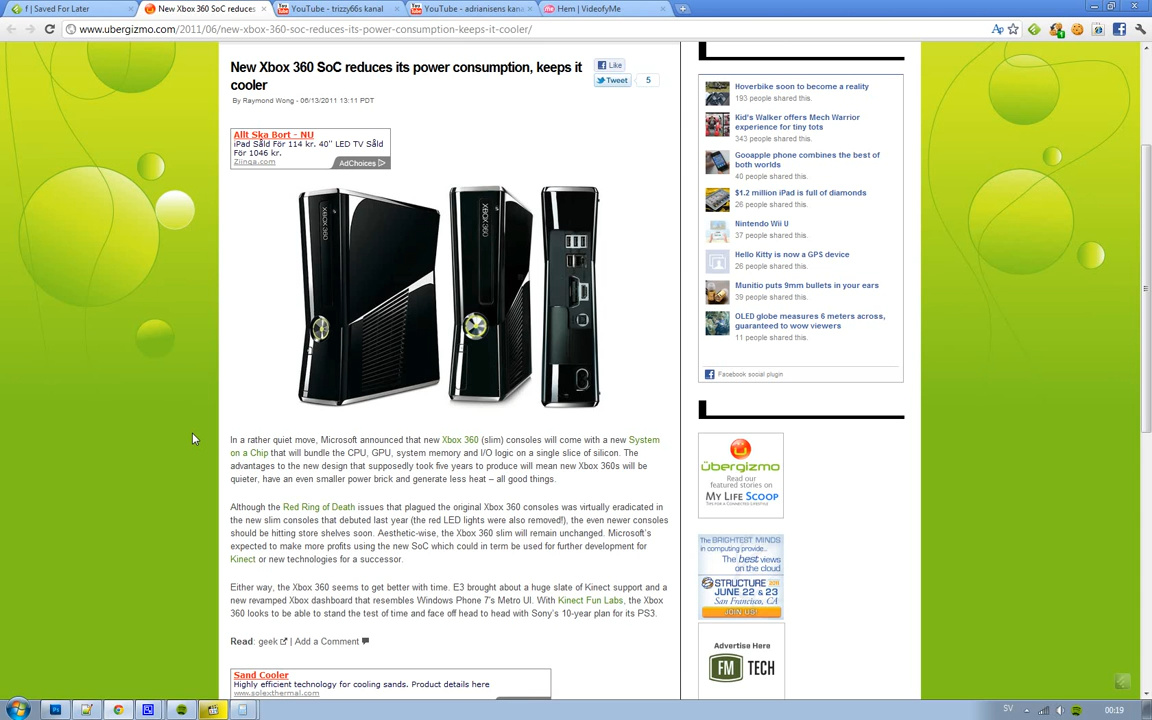 f | Saved For Later
New Xbox 360 SoC reduces
YouTube - trizzy66s kanal
YouTube - adrianisens kana
Hem | VideofyMe
www.ubergizmo.com/2011/06/new-xbox-360-soc-reduces-its-power-consumption-keeps-it-cooler/
New Xbox 360 SoC reduces its power consumption, keeps it
cooler
Like
Tweet 5
By Raymond Wong - 06/13/2011 13:11 PDT
Allt Ska Bort - NU
iPad Såld För 114 kr. 40" LED TV Såld
För 1046 kr.
Ziinga.com
AdChoices
XBOX 360
XBOX 360
In a rather quiet move, Microsoft announced that new Xbox 360 (slim) consoles will come with a new System
on a Chip that will bundle the CPU, GPU, system memory and I/O logic on a single slice of silicon. The
advantages to the new design that supposedly took five years to produce will mean new Xbox 360s will be
quieter, have an even smaller power brick and generate less heat – all good things.
Although the Red Ring of Death issues that plagued the original Xbox 360 consoles was virtually eradicated in
the new slim consoles that debuted last year (the red LED lights were also removed!), the even newer consoles
should be hitting store shelves soon. Aesthetic-wise, the Xbox 360 slim will remain unchanged. Microsoft's
expected to make more profits using the new SoC which could in term be used for further development for
Kinect or new technologies for a successor.
Either way, the Xbox 360 seems to get better with time. E3 brought about a huge slate of Kinect support and a
new revamped Xbox dashboard that resembles Windows Phone 7's Metro UI. With Kinect Fun Labs, the Xbox
360 looks to be able to stand the test of time and face off head to head with Sony's 10-year plan for its PS3.
Read: geek | Add a Comment
Sand Cooler
Highly efficient technology for cooling sands. Product details here
www.solexthermal.com
Hoverbike soon to become a reality
193 people shared this.
Kid's Walker offers Mech Warrior
experience for tiny tots
343 people shared this.
Gooapple phone combines the best of
both worlds
40 people shared this.
$1.2 million iPad is full of diamonds
26 people shared this.
Nintendo Wii U
37 people shared this.
Hello Kitty is now a GPS device
26 people shared this.
Munitio puts 9mm bullets in your ears
39 people shared this.
OLED globe measures 6 meters across,
guaranteed to wow viewers
11 people shared this.
Facebook social plugin
übergizmo
Read our
featured stories on
MY LIFE SCOOP
TIPS FOR A CONNECTED LIFESTYLE
The BRIGHTEST MINDS
in computing provide...
The best views
on the cloud
STRUCTURE 2011
JUNE 22 & 23
San Francisco, CA
JOIN US!
Advertise Here
FM TECH
SV
00:19